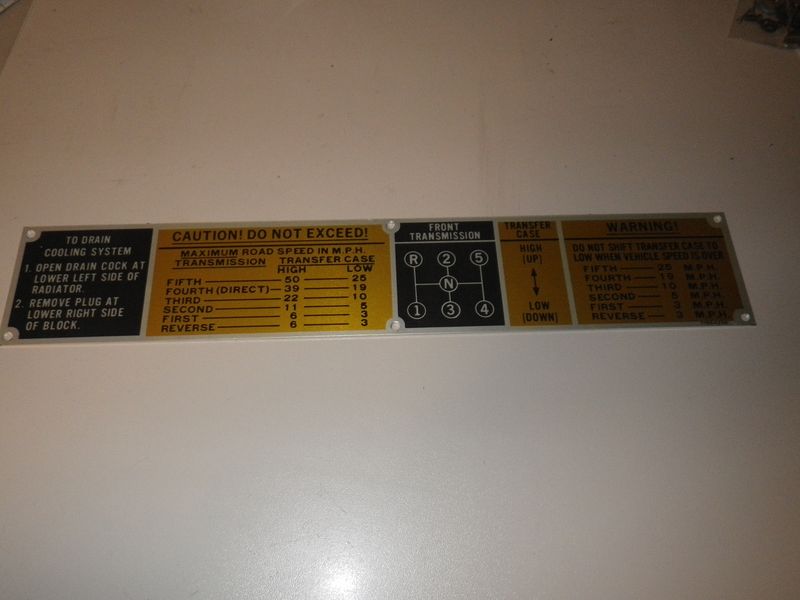 TO DRAIN
COOLING SYSTEM
1. OPEN DRAIN COCK AT
LOWER LEFT SIDE OF
RADIATOR.
2. REMOVE PLUG AT
LOWER RIGHT SIDE
OF BLOCK.
CAUTION! DO NOT EXCEED!
MAXIMUM ROAD SPEED IN M.P.H.
TRANSMISSION TRANSFER CASE
HIGH LOW
FIFTH 50 25
FOURTH (DIRECT) 39 19
THIRD 22 10
SECOND 11 5
FIRST 6 3
REVERSE 6 3
FRONT
TRANSMISSION
R 2 5
N
1 3 4
TRANSFER
CASE
HIGH
[UP]
LOW
[DOWN]
WARNING!
DO NOT SHIFT TRANSFER CASE TO
LOW WHEN VEHICLE SPEED IS OVER
FIFTH 25 M.P.H.
FOURTH 19 M.P.H.
THIRD 10 M.P.H.
SECOND 5 M.P.H.
FIRST 3 M.P.H.
REVERSE 3 M.P.H.